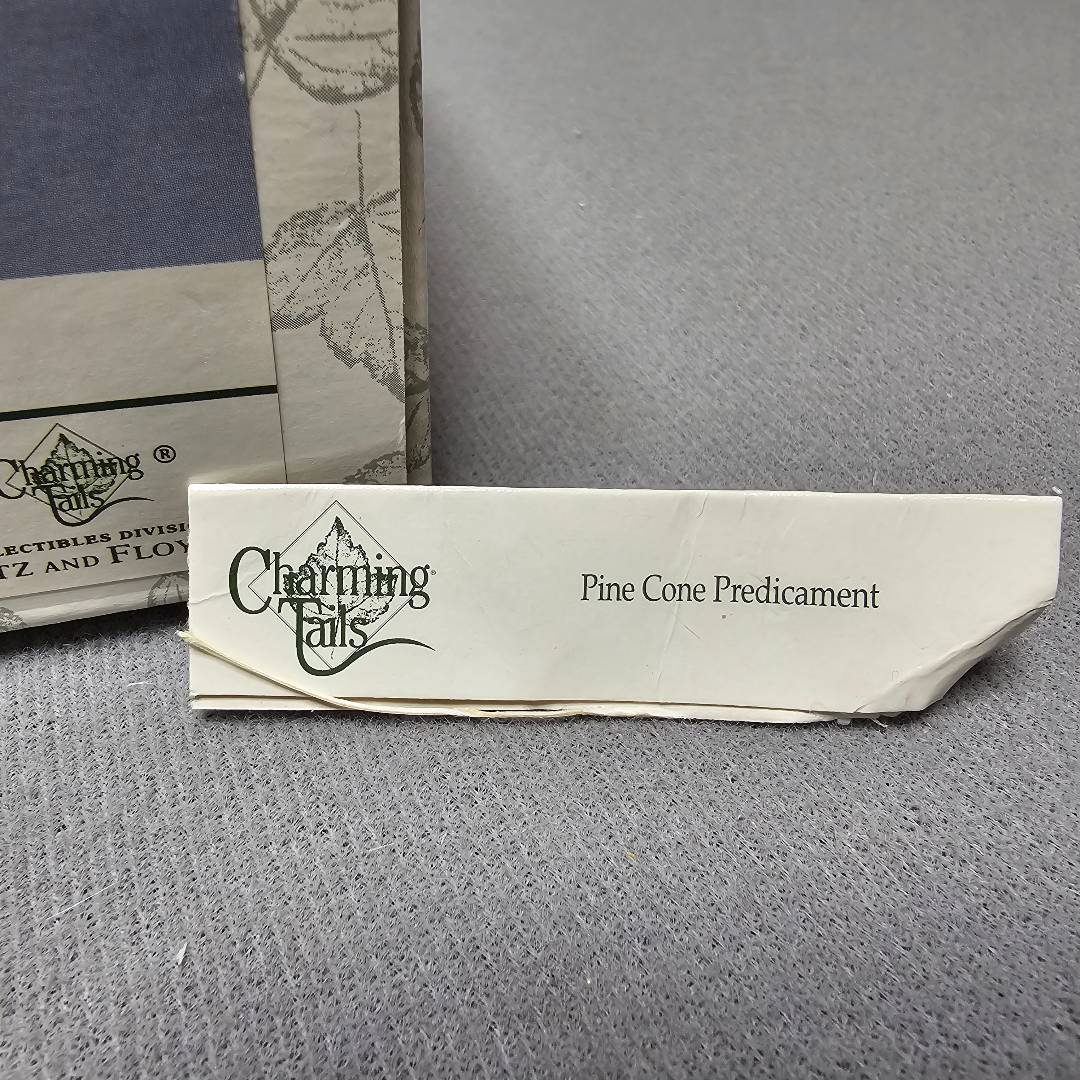 Charming ®
Tails
LECTIBLES DIVISI
TZ AND FLOY
Charming®
Tails
Pine Cone Predicament